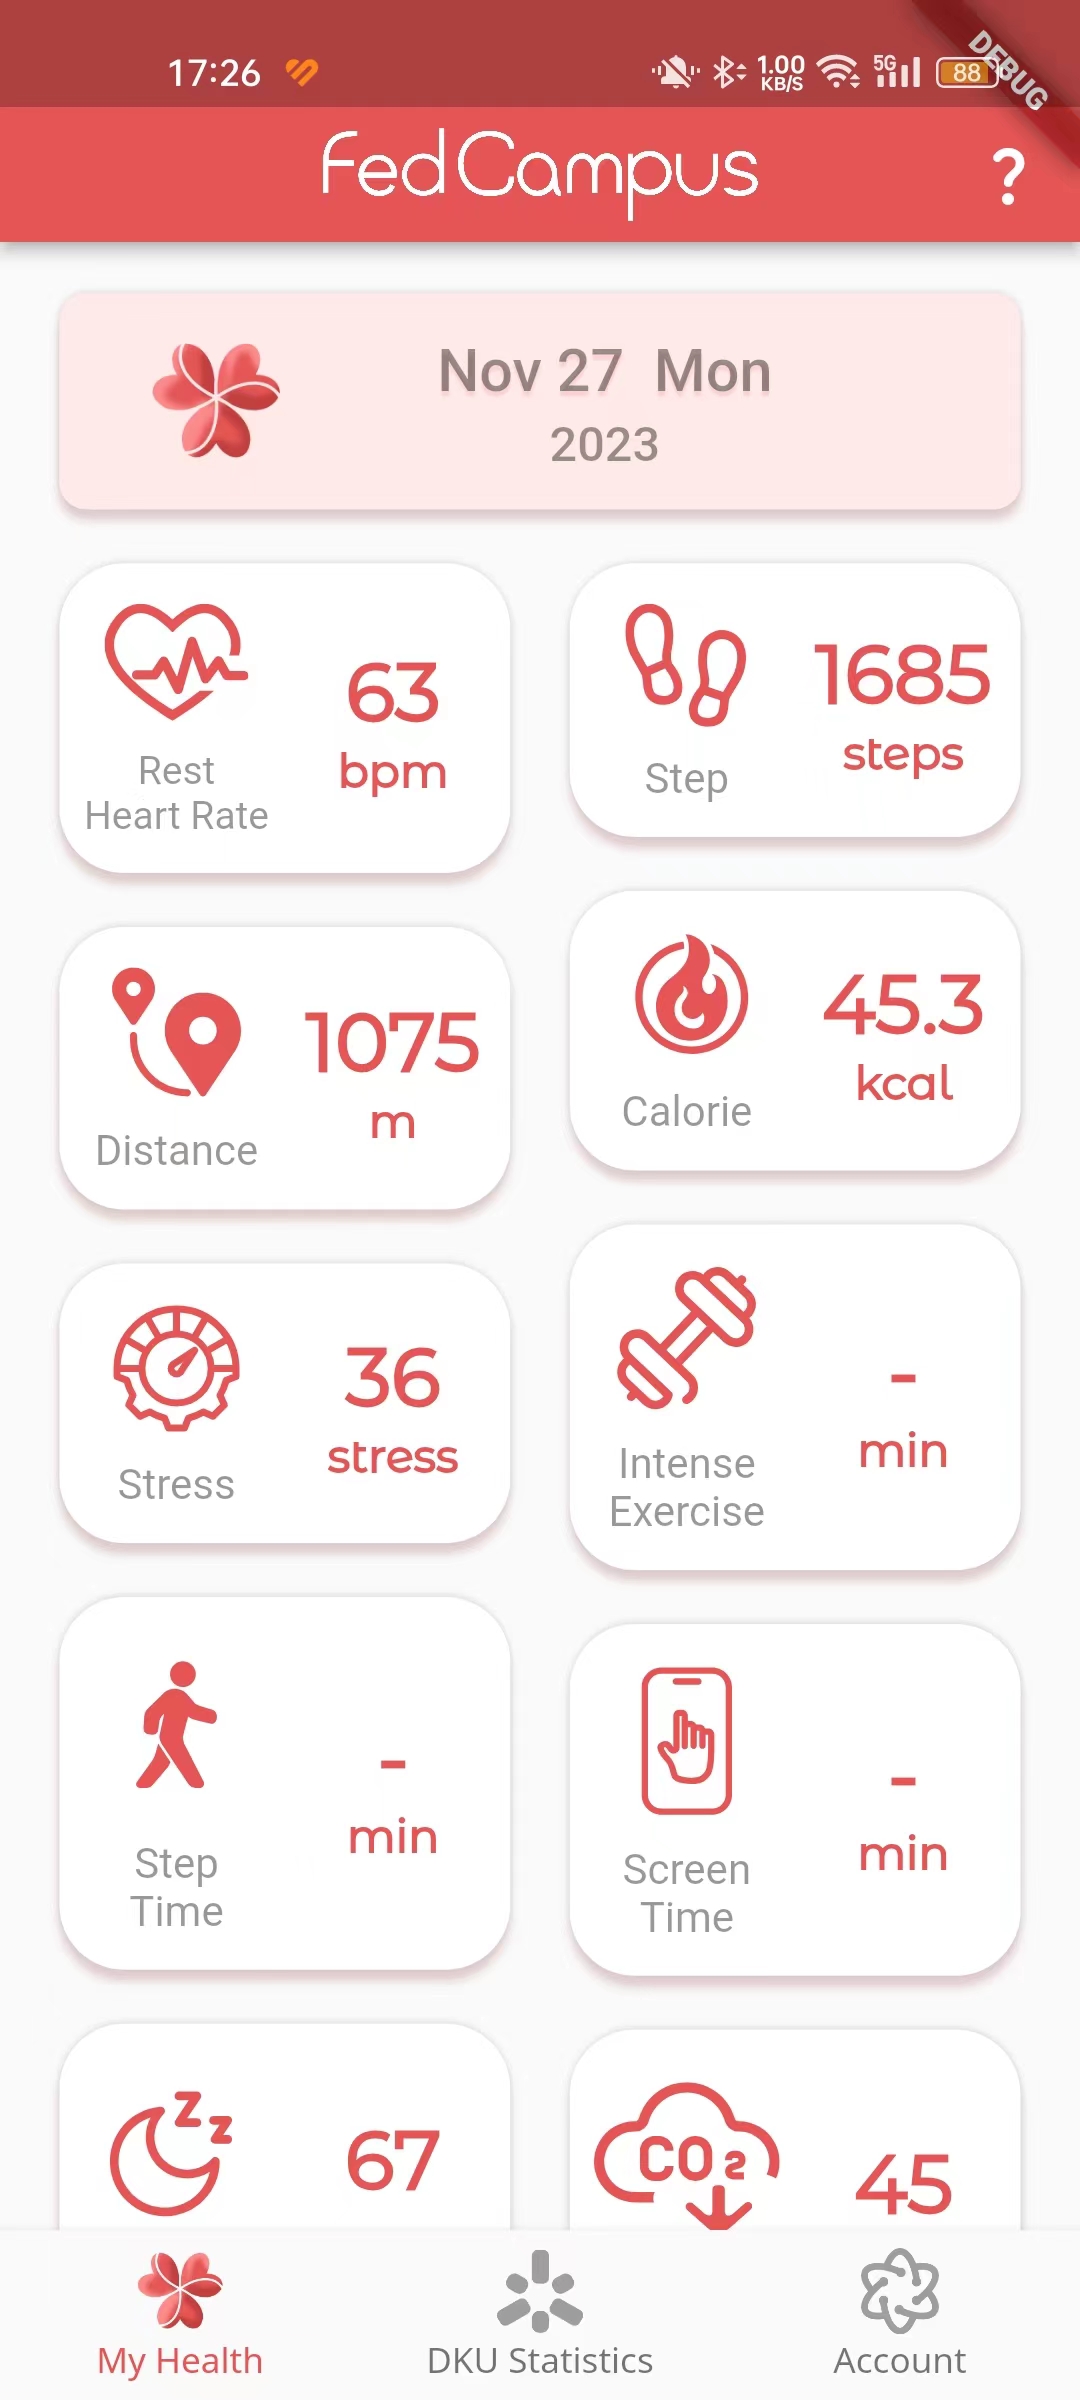 17:26
1.00
KB/S
5G
88
DEBUG
FedCampus
?
Nov 27 Mon
2023
63
bpm
Rest
Heart Rate
1685
steps
Step
1075
m
Distance
45.3
kcal
Calorie
36
stress
Stress
-
min
Intense
Exercise
-
min
Step
Time
-
min
Screen
Time
z z
67
CO2
45
My Health
DKU Statistics
Account